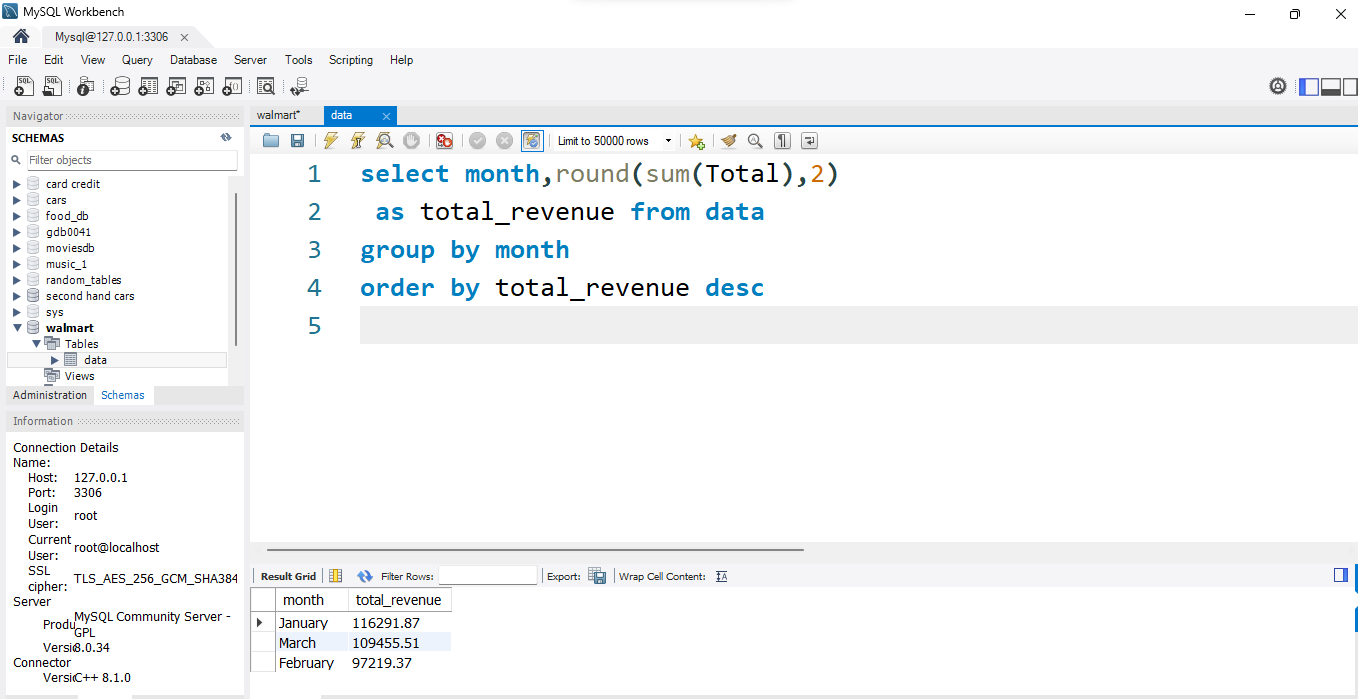 MySQL Workbench
Mysql@127.0.0.1:3306
File Edit View Query Database Server Tools Scripting Help
Navigator
SCHEMAS
Filter objects
card credit
cars
food_db
gdb0041
moviesdb
music_1
random_tables
second hand cars
sys
walmart
Tables
data
Views
Administration Schemas
Information
Connection Details
Name:
Host: 127.0.0.1
Port: 3306
Login User: root
Current User: root@localhost
SSL cipher: TLS_AES_256_GCM_SHA384
Server
Produ MySQL Community Server - GPL
Versi 8.0.34
Connector
Versi C++ 8.1.0
walmart* data
Limit to 50000 rows
1 select month,round(sum(Total),2)
2 as total_revenue from data
3 group by month
4 order by total_revenue desc
5
Result Grid Filter Rows: Export: Wrap Cell Content: IA
month total_revenue
January 116291.87
March 109455.51
February 97219.37